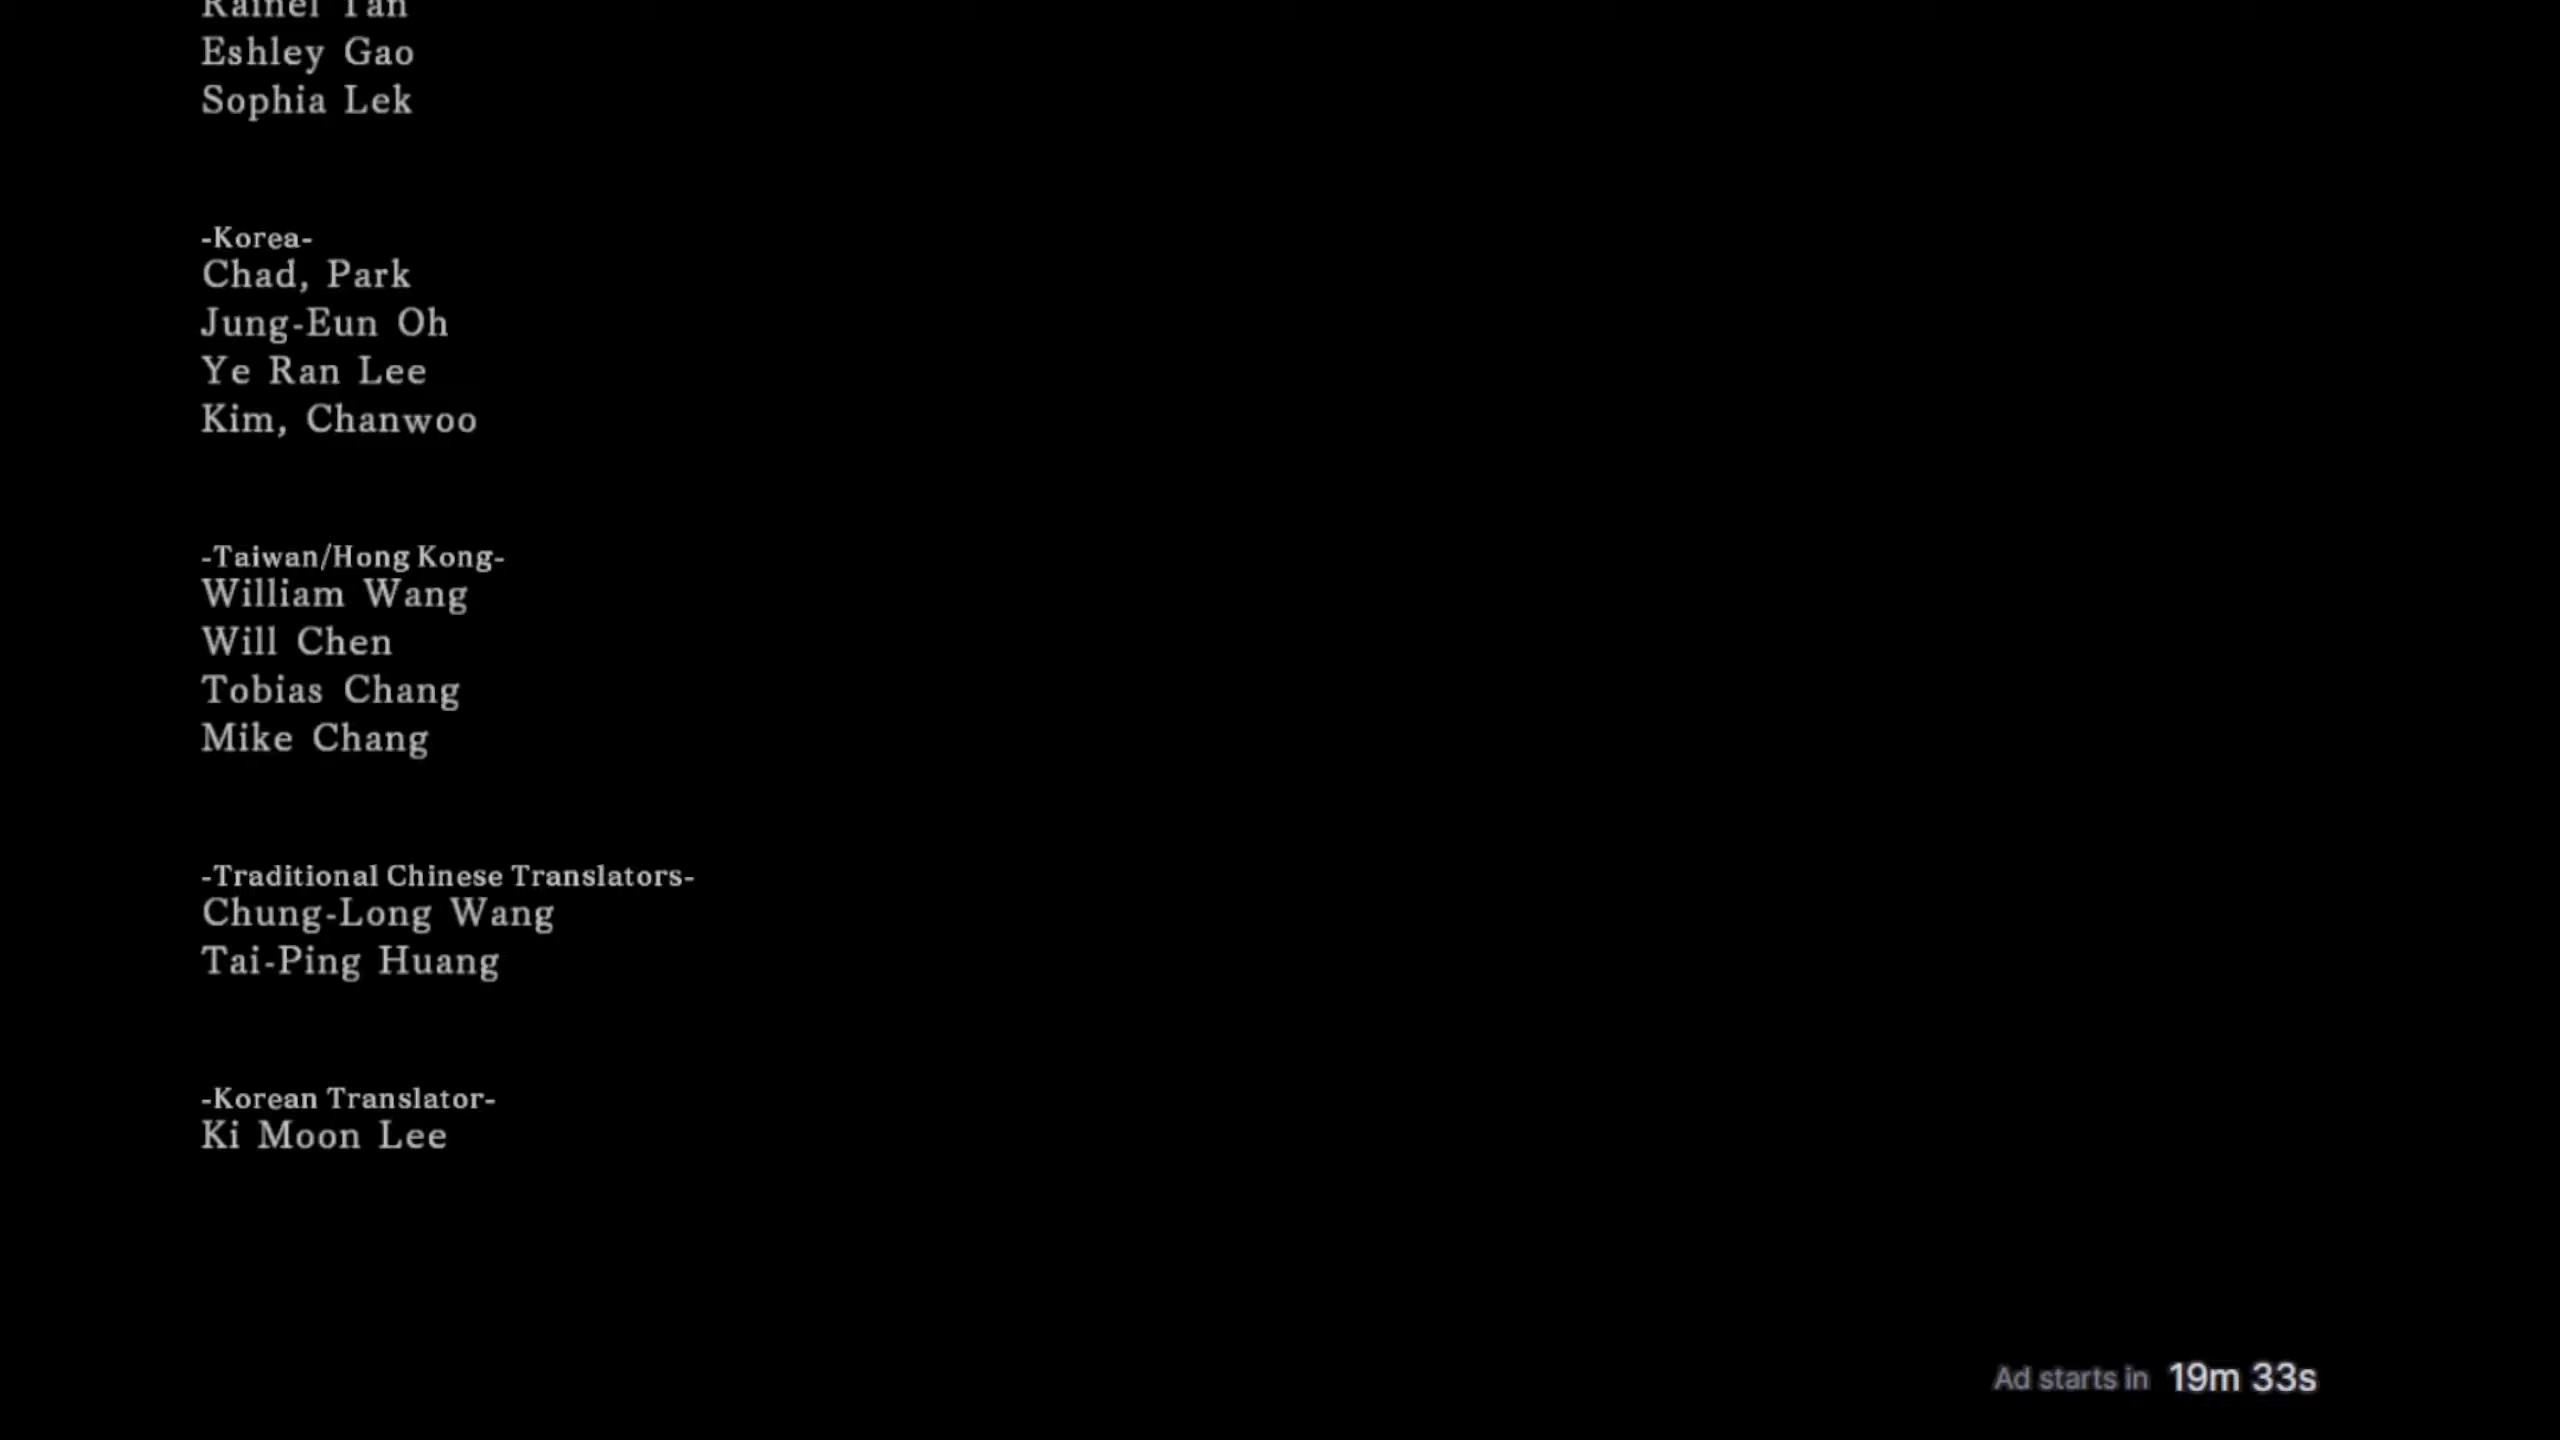 Rainel Tan
Eshley Gao
Sophia Lek
-Korea-
Chad, Park
Jung-Eun Oh
Ye Ran Lee
Kim, Chanwoo
-Taiwan/Hong Kong-
William Wang
Will Chen
Tobias Chang
Mike Chang
-Traditional Chinese Translators-
Chung-Long Wang
Tai-Ping Huang
-Korean Translator-
Ki Moon Lee
Ad starts in 19m 33s